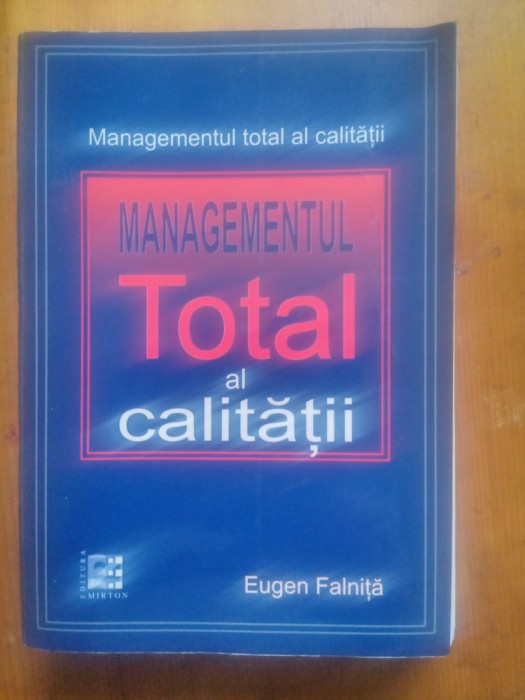 Managementul total al calității
MANAGEMENTUL
Total
al
calității
EDITURA
MIRTON
Eugen Falniță